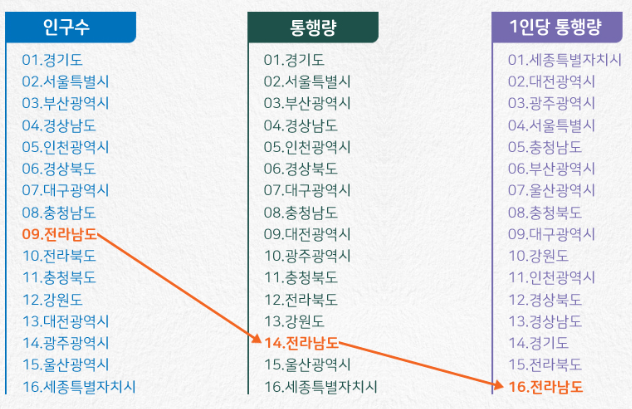 인구수
01.경기도
02.서울특별시
03.부산광역시
04.경상남도
05.인천광역시
06.경상북도
07.대구광역시
08.충청남도
09.전라남도
10.전라북도
11.충청북도
12.강원도
13.대전광역시
14.광주광역시
15.울산광역시
16.세종특별자치시
통행량
01.경기도
02.서울특별시
03.부산광역시
04.경상남도
05.인천광역시
06.경상북도
07.대구광역시
08.충청남도
09.대전광역시
10.광주광역시
11.충청북도
12.전라북도
13.강원도
14.전라남도
15.울산광역시
16.세종특별자치시
1인당 통행량
01.세종특별자치시
02.대전광역시
03.광주광역시
04.서울특별시
05.충청남도
06.부산광역시
07.울산광역시
08.충청북도
09.대구광역시
10.강원도
11.인천광역시
12.경상북도
13.경상남도
14.경기도
15.전라북도
16.전라남도